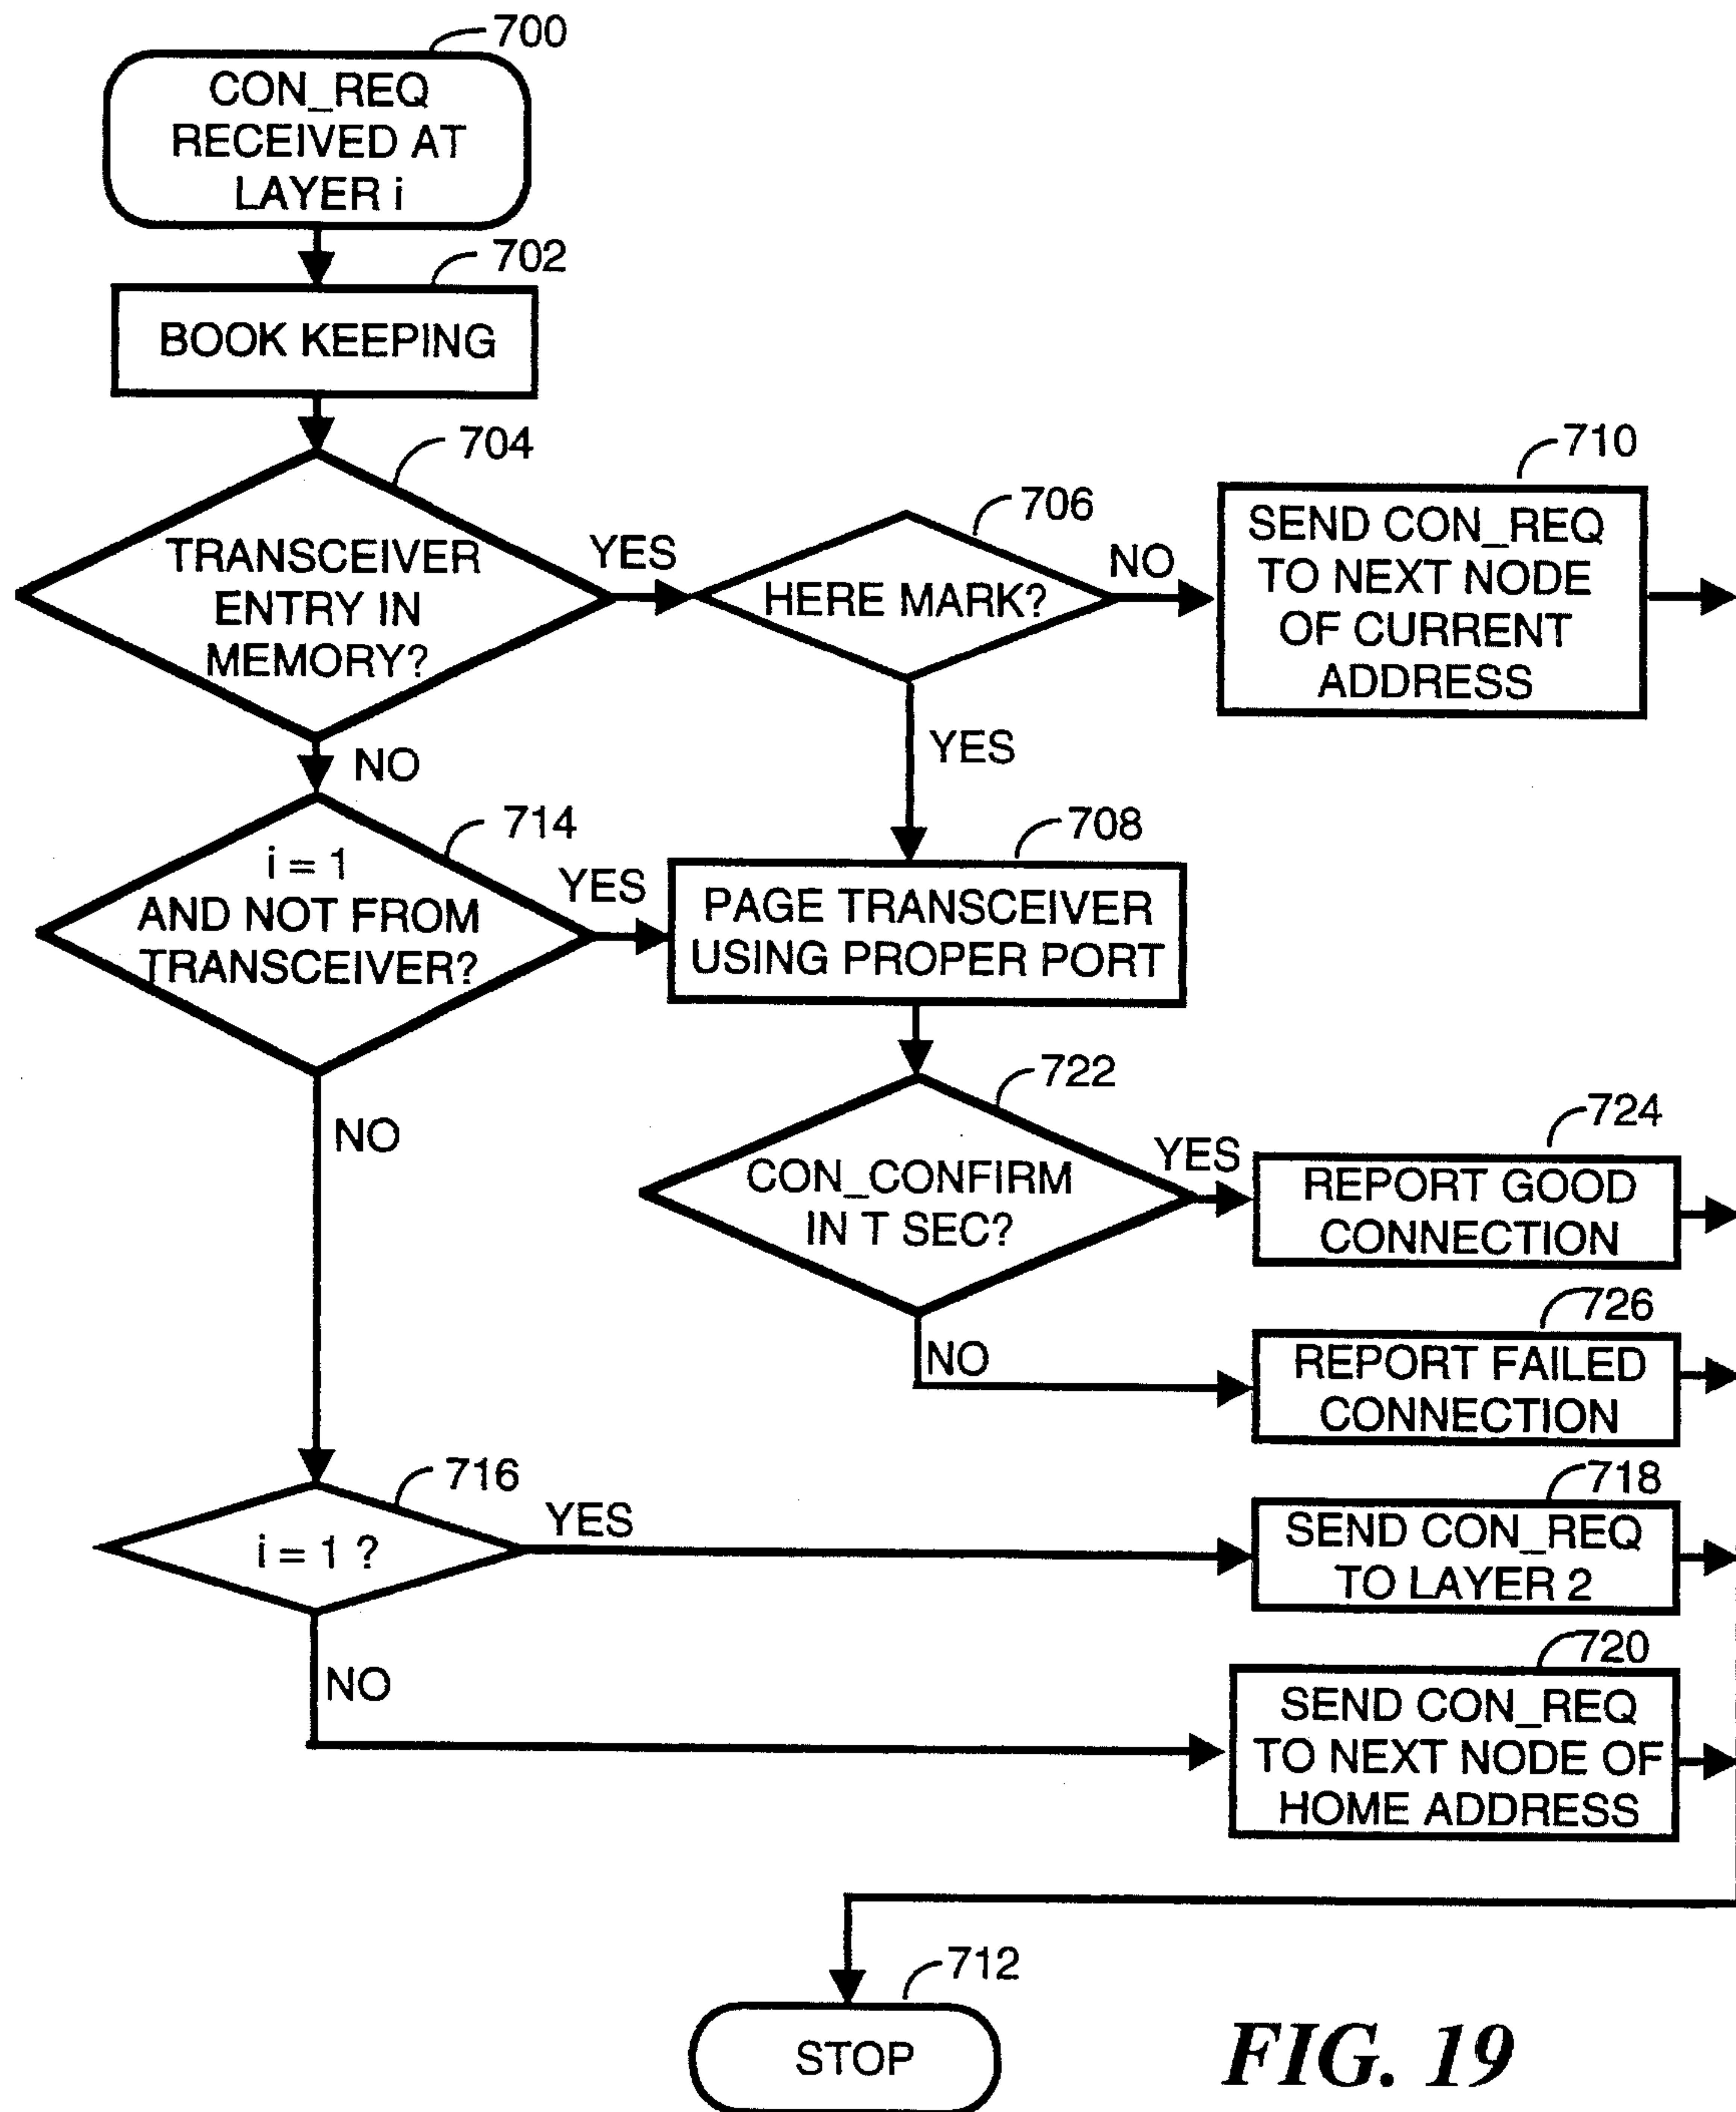 700
CON_REQ
RECEIVED AT
LAYER i
702
BOOK KEEPING
704
TRANSCEIVER
ENTRY IN
MEMORY?
YES
706
HERE MARK?
NO
710
SEND CON_REQ
TO NEXT NODE
OF CURRENT
ADDRESS
NO
YES
714
i = 1
AND NOT FROM
TRANSCEIVER?
YES
708
PAGE TRANSCEIVER
USING PROPER PORT
NO
722
CON_CONFIRM
IN T SEC?
YES
724
REPORT GOOD
CONNECTION
NO
726
REPORT FAILED
CONNECTION
716
i = 1 ?
YES
718
SEND CON_REQ
TO LAYER 2
NO
720
SEND CON_REQ
TO NEXT NODE OF
HOME ADDRESS
712
STOP
FIG. 19